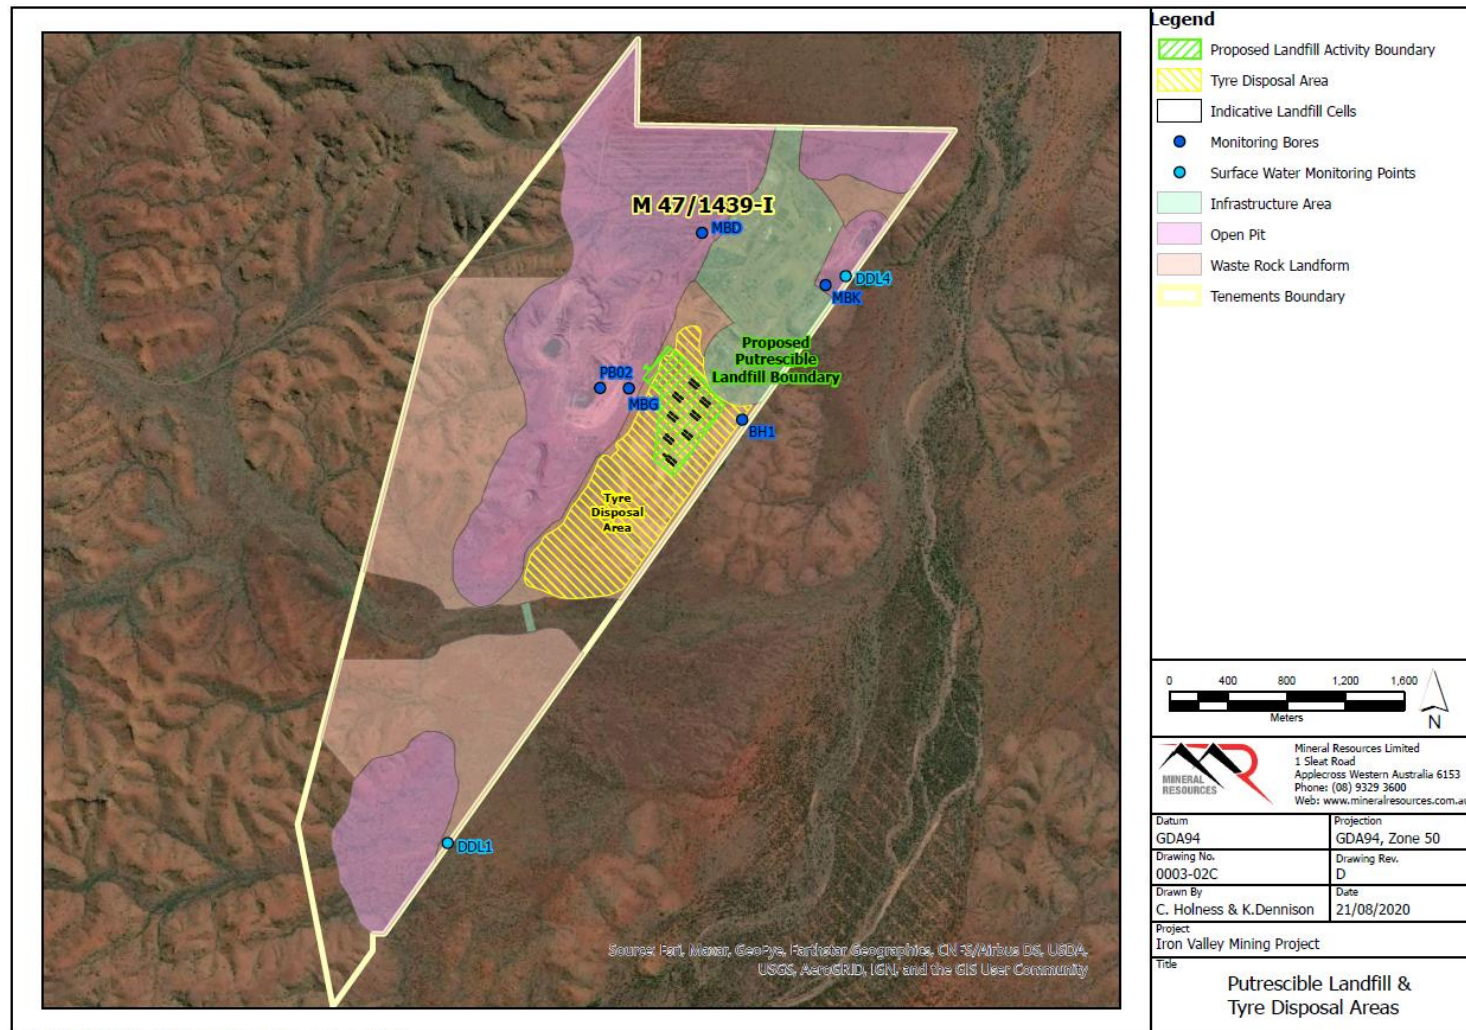 M 47/1439-I
MBD
DDL4
MBK
Proposed
Putrescible
Landfill Boundary
PB02
MBG
BH1
Tyre
Disposal
Area
DDL1
Source: Esri, Maxar, GeoEye, Earthstar Geographics, CNES/Airbus DS, USDA,
USGS, AeroGRID, IGN, and the GIS User Community
Legend
Proposed Landfill Activity Boundary
Tyre Disposal Area
Indicative Landfill Cells
Monitoring Bores
Surface Water Monitoring Points
Infrastructure Area
Open Pit
Waste Rock Landform
Tenements Boundary
0 400 800 1,200 1,600
Meters
N
MINERAL
RESOURCES
Mineral Resources Limited
1 Sleat Road
Applecross Western Australia 6153
Phone: (08) 9329 3600
Web: www.mineralresources.com.au
Datum
GDA94
Projection
GDA94, Zone 50
Drawing No.
0003-02C
Drawing Rev.
D
Drawn By
C. Holness & K.Dennison
Date
21/08/2020
Project
Iron Valley Mining Project
Title
Putrescible Landfill &
Tyre Disposal Areas